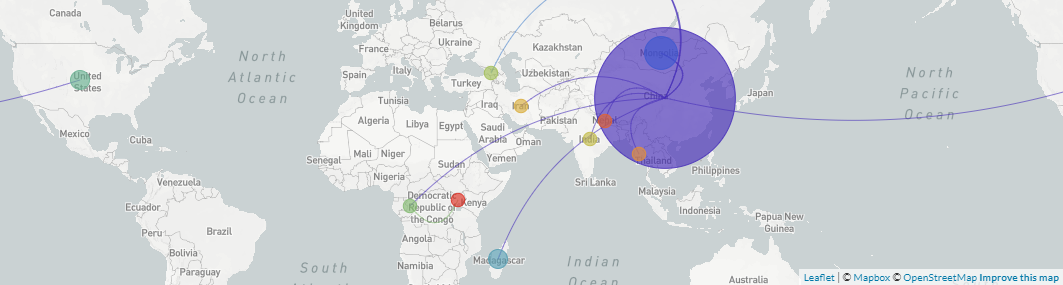 Canada
United
Kingdom
Belarus
Ukraine
France
Kazakhstan
Mongolia
North
Atlantic
Ocean
United
States
Spain
Italy
Turkey
Uzbekistan
China
Japan
North
Pacific
Ocean
Tunisia
Iraq
Iran
Mexico
Cuba
Algeria
Libya
Egypt
Saudi
Arabia
Pakistan
Nepal
Oman
India
Senegal
Mali
Niger
Sudan
Yemen
Thailand
Philippines
Nigeria
Sri Lanka
Malaysia
Venezuela
Ecuador
Democratic
Republic of
the Congo
Kenya
Indonesia
Papua New
Guinea
Peru
Brazil
Bolivia
Angola
Paraguay
Namibia
Madagascar
South
Indian
Ocean
Australia
Leaflet | © Mapbox © OpenStreetMap Improve this map